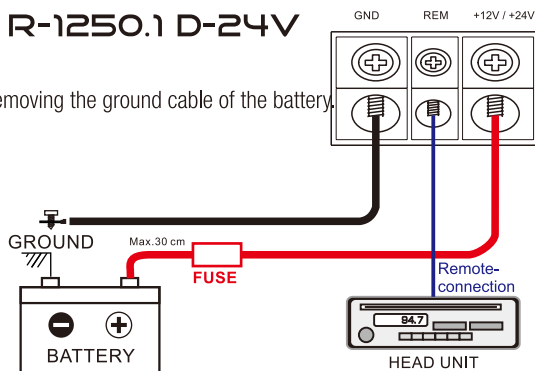 R-1250.1 D-24V
GND REM +12V / +24V
emoving the ground cable of the battery.
GROUND
Max.30 cm
FUSE
Remote-
connection
94.7
BATTERY
HEAD UNIT